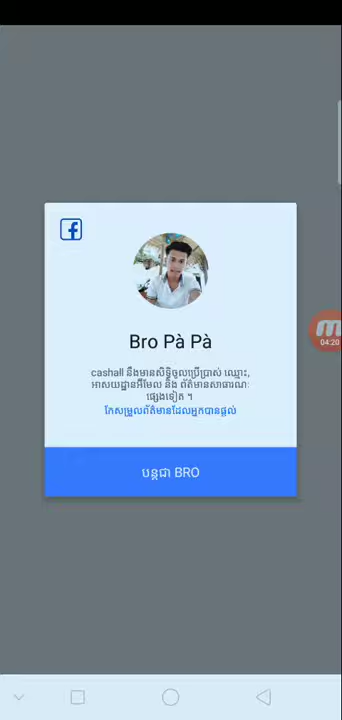 Bro Pà Pà
cashall នឹងមានសិទ្ធិចូលប្រើប្រាស់ ឈ្មោះ,
អាសយដ្ឋានអ៊ីមែល និង ព័ត៌មានសាធារណៈ
ផ្សេងទៀត ។
កែសម្រួលព័ត៌មានដែលអ្នកបានផ្តល់
04:20
បន្តជា BRO